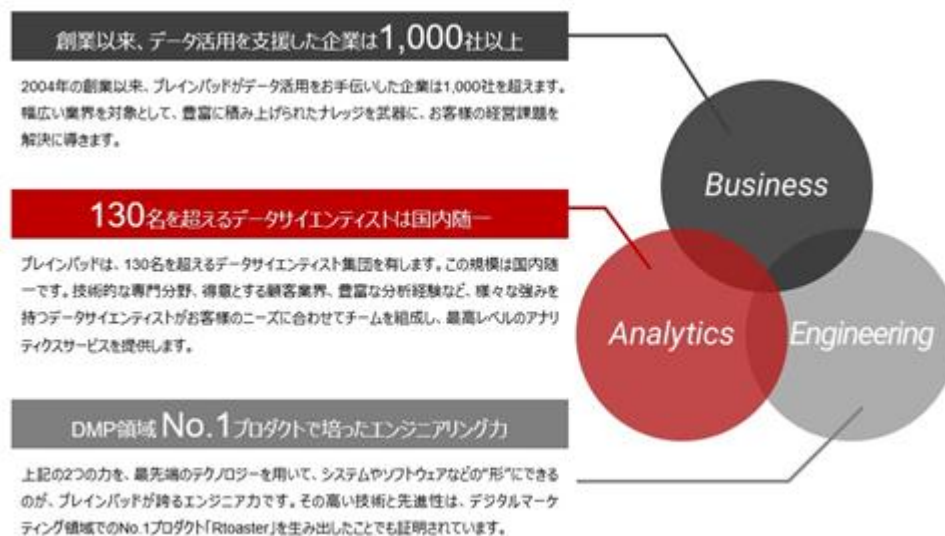 創業以来、データ活用を支援した企業は1,000社以上
2004年の創業以来、ブレインパッドがデータ活用をお手伝いした企業は1,000社を超えます。
幅広い業界を対象として、豊富に積み上げられたナレッジを武器に、お客様の経営課題を
解決に導きます。
130名を超えるデータサイエンティストは国内随一
ブレインパッドは、130名を超えるデータサイエンティスト集団を有します。この規模は国内随
一です。技術的な専門分野、得意とする顧客業界、豊富な分析経験など、様々な強みを
持つデータサイエンティストがお客様のニーズに合わせてチームを組成し、最高レベルのアナリ
ティクスサービスを提供します。
DMP領域 No.1プロダクトで培ったエンジニアリング力
上記の2つの力を、最先端のテクノロジーを用いて、システムやソフトウェアなどの"形"にできる
のが、ブレインパッドが誇るエンジニア力です。その高い技術と先進性は、デジタルマーケ
ティング領域でのNo.1プロダクト「Rtoaster」を生み出したことでも証明されています。
Business
Analytics
Engineering